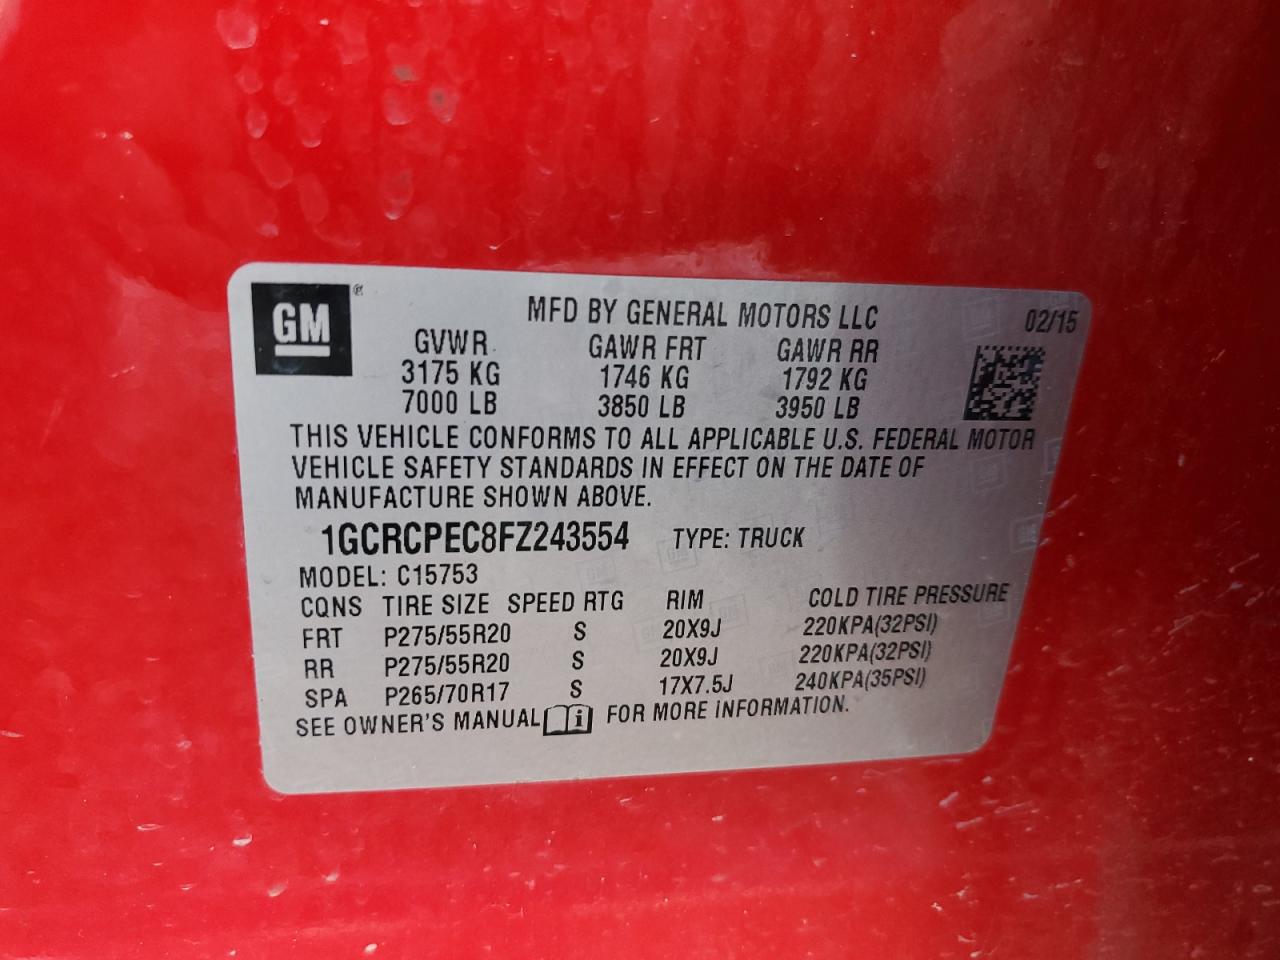 GM®
MFD BY GENERAL MOTORS LLC 02/15
GVWR GAWR FRT GAWR RR
3175 KG 1746 KG 1792 KG
7000 LB 3850 LB 3950 LB
THIS VEHICLE CONFORMS TO ALL APPLICABLE U.S. FEDERAL MOTOR
VEHICLE SAFETY STANDARDS IN EFFECT ON THE DATE OF
MANUFACTURE SHOWN ABOVE.
1GCRCPEC8FZ243554 TYPE: TRUCK
MODEL: C15753
CQNS TIRE SIZE SPEED RTG RIM COLD TIRE PRESSURE
FRT P275/55R20 S 20X9J 220KPA(32PSI)
RR P275/55R20 S 20X9J 220KPA(32PSI)
SPA P265/70R17 S 17X7.5J 240KPA(35PSI)
SEE OWNER'S MANUAL i FOR MORE INFORMATION.